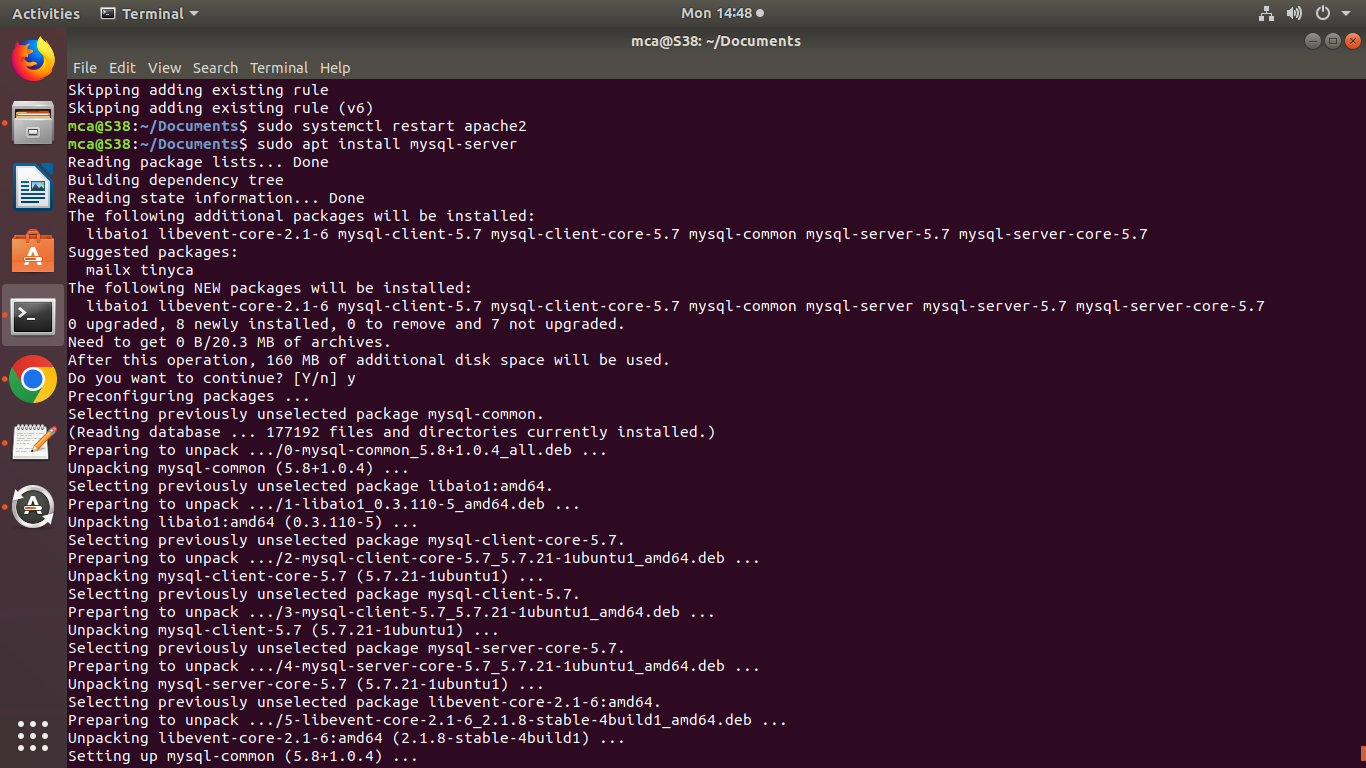 Activities Terminal Mon 14:48
mca@S38: ~/Documents
File Edit View Search Terminal Help
Skipping adding existing rule
Skipping adding existing rule (v6)
mca@S38:~/Documents$ sudo systemctl restart apache2
mca@S38:~/Documents$ sudo apt install mysql-server
Reading package lists... Done
Building dependency tree
Reading state information... Done
The following additional packages will be installed:
  libaio1 libevent-core-2.1-6 mysql-client-5.7 mysql-client-core-5.7 mysql-common mysql-server-5.7 mysql-server-core-5.7
Suggested packages:
  mailx tinyca
The following NEW packages will be installed:
  libaio1 libevent-core-2.1-6 mysql-client-5.7 mysql-client-core-5.7 mysql-common mysql-server mysql-server-5.7 mysql-server-core-5.7
0 upgraded, 8 newly installed, 0 to remove and 7 not upgraded.
Need to get 0 B/20.3 MB of archives.
After this operation, 160 MB of additional disk space will be used.
Do you want to continue? [Y/n] y
Preconfiguring packages ...
Selecting previously unselected package mysql-common.
(Reading database ... 177192 files and directories currently installed.)
Preparing to unpack .../0-mysql-common_5.8+1.0.4_all.deb ...
Unpacking mysql-common (5.8+1.0.4) ...
Selecting previously unselected package libaio1:amd64.
Preparing to unpack .../1-libaio1_0.3.110-5_amd64.deb ...
Unpacking libaio1:amd64 (0.3.110-5) ...
Selecting previously unselected package mysql-client-core-5.7.
Preparing to unpack .../2-mysql-client-core-5.7_5.7.21-1ubuntu1_amd64.deb ...
Unpacking mysql-client-core-5.7 (5.7.21-1ubuntu1) ...
Selecting previously unselected package mysql-client-5.7.
Preparing to unpack .../3-mysql-client-5.7_5.7.21-1ubuntu1_amd64.deb ...
Unpacking mysql-client-5.7 (5.7.21-1ubuntu1) ...
Selecting previously unselected package mysql-server-core-5.7.
Preparing to unpack .../4-mysql-server-core-5.7_5.7.21-1ubuntu1_amd64.deb ...
Unpacking mysql-server-core-5.7 (5.7.21-1ubuntu1) ...
Selecting previously unselected package libevent-core-2.1-6:amd64.
Preparing to unpack .../5-libevent-core-2.1-6_2.1.8-stable-4build1_amd64.deb ...
Unpacking libevent-core-2.1-6:amd64 (2.1.8-stable-4build1) ...
Setting up mysql-common (5.8+1.0.4) ...